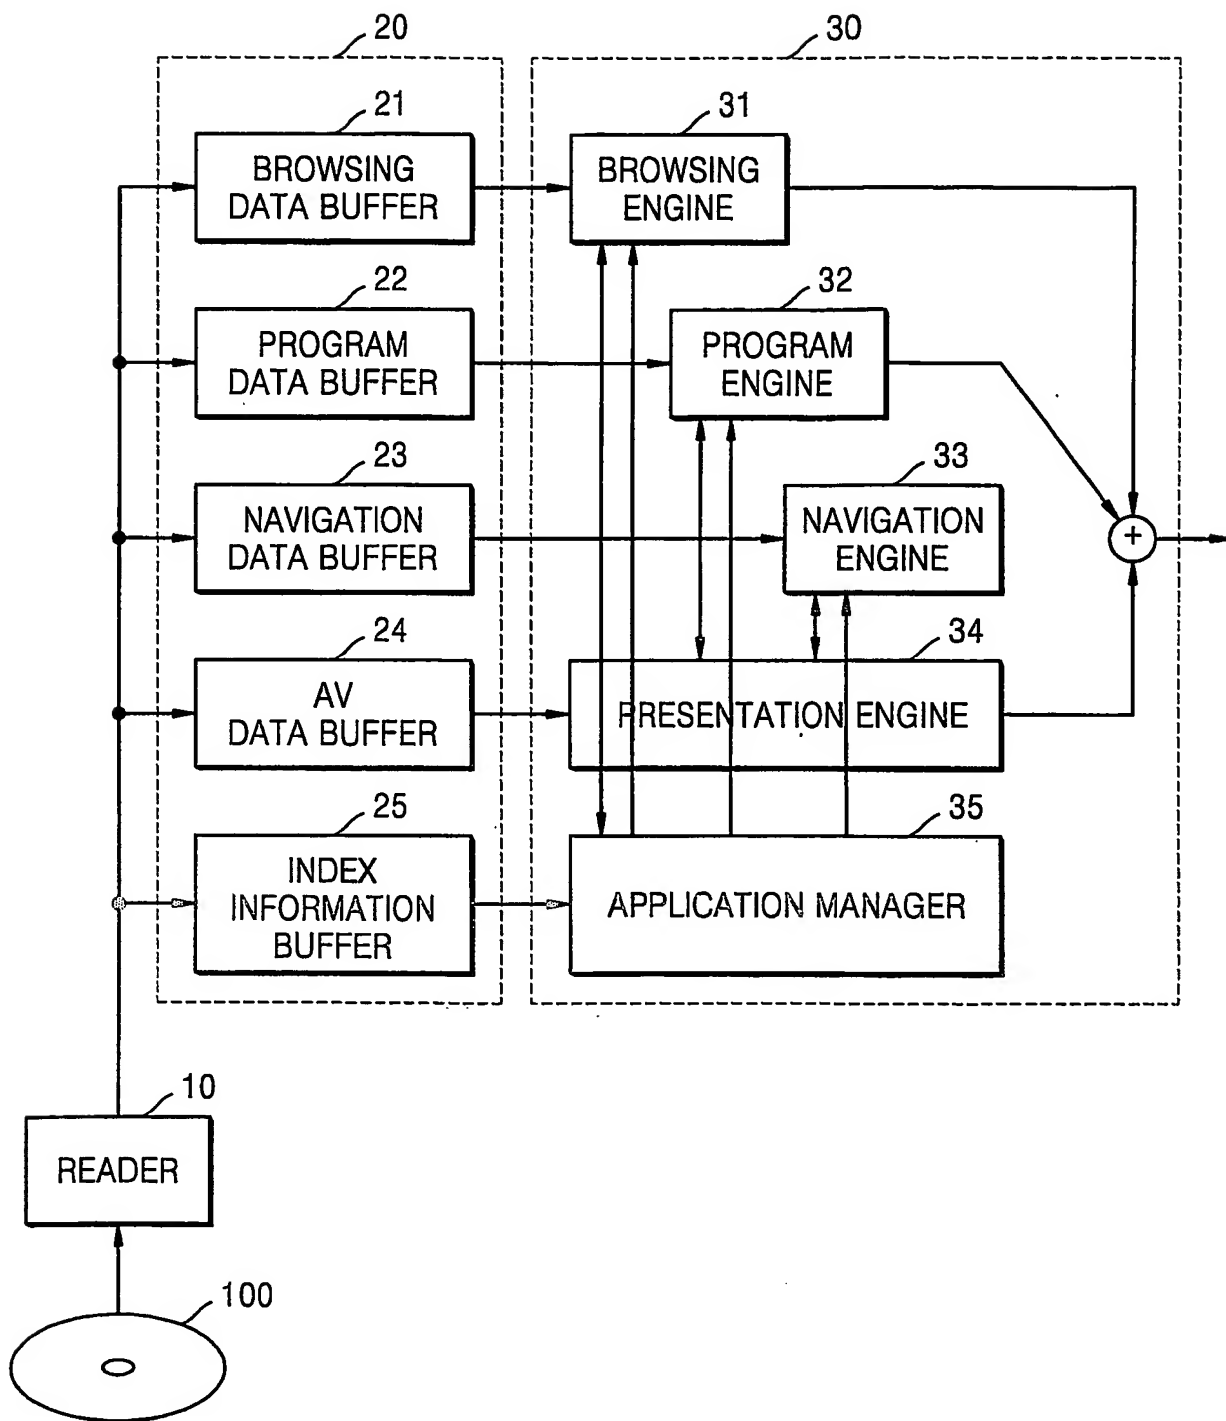 20
30
21
BROWSING
DATA BUFFER
31
BROWSING
ENGINE
22
PROGRAM
DATA BUFFER
32
PROGRAM
ENGINE
23
NAVIGATION
DATA BUFFER
33
NAVIGATION
ENGINE
+
24
AV
DATA BUFFER
34
PRESENTATION ENGINE
25
INDEX
INFORMATION
BUFFER
35
APPLICATION MANAGER
10
READER
100